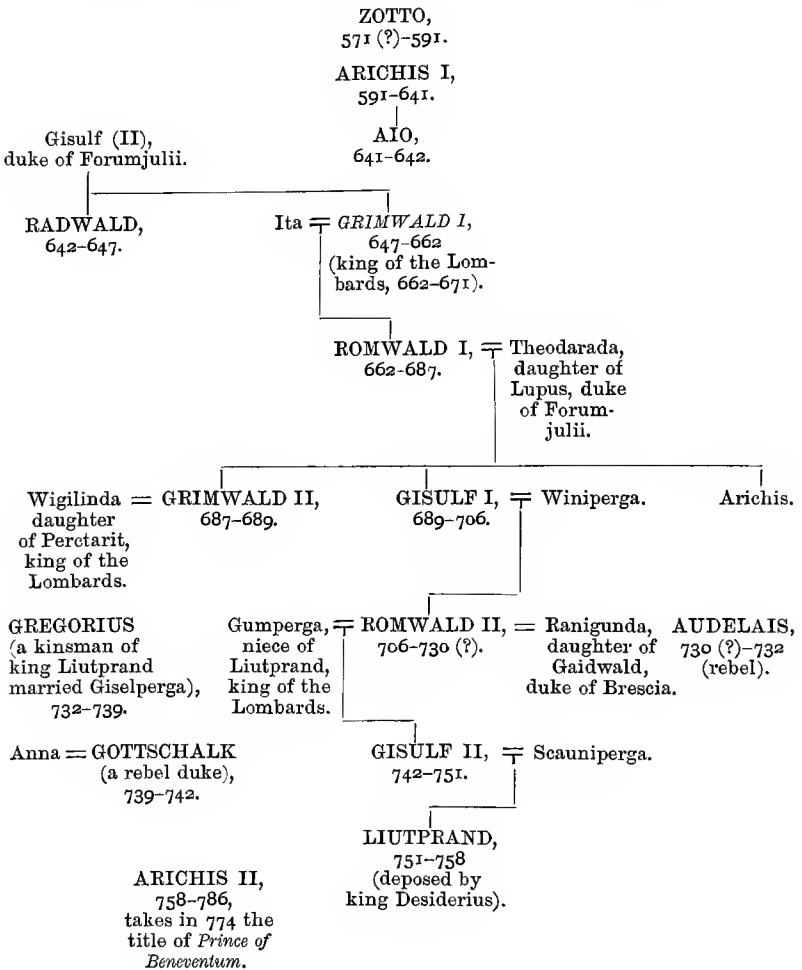 ZOTTO,
571 (?)-591.
ARICHIS I,
591-641.
AIO,
641-642.
Gisulf (II),
duke of Forumjulii.
RADWALD,
642-647.
Ita = GRIMWALD I,
647-662
(king of the Lom-
bards, 662-671).
ROMWALD I, = Theodarada,
662-687.
daughter of
Lupus, duke
of Forum-
julii.
Wigilinda = GRIMWALD II,
daughter
of Perctarit,
king of the
Lombards.
687-689.
GISULF I, = Winiperga.
689-706.
Arichis.
GREGORIUS
(a kinsman of
king Liutprand
married Giselperga),
732-739.
Gumperga, = ROMWALD II, = Ranigunda,
niece of
Liutprand,
king of the
Lombards.
706-730 (?).
daughter of
Gaidwald,
duke of Brescia.
AUDELAIS,
730 (?)-732
(rebel).
Anna = GOTTSCHALK
(a rebel duke),
739-742.
GISULF II, = Scauniperga.
742-751.
LIUTPRAND,
751-758
(deposed by
king Desiderius).
ARICHIS II,
758-786,
takes in 774 the
title of Prince of
Beneventum.